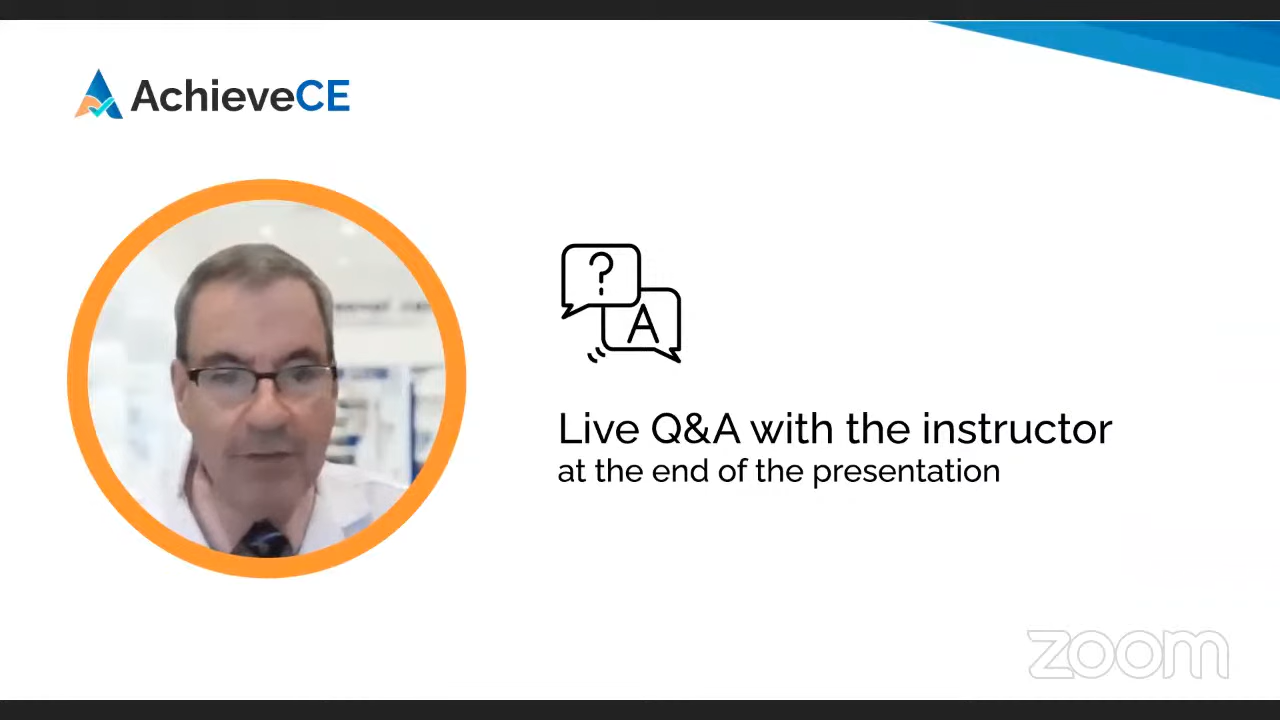 AchieveCE
?
A
Live Q&A with the instructor
at the end of the presentation
zoom